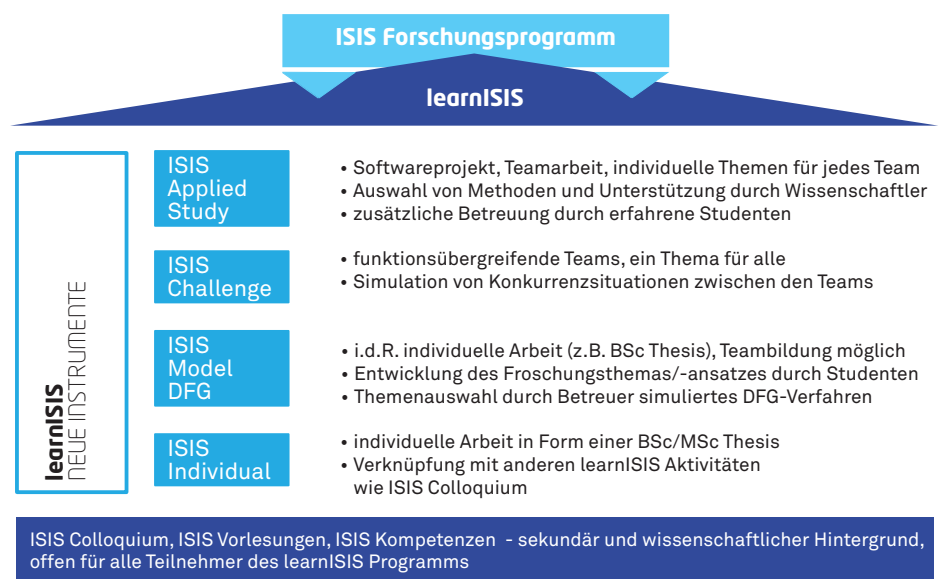 ISIS Forschungsprogramm
learnISIS
learnISIS
NEUE INSTRUMENTE
ISIS
Applied
Study
• Softwareprojekt, Teamarbeit, individuelle Themen für jedes Team
• Auswahl von Methoden und Unterstützung durch Wissenschaftler
• zusätzliche Betreuung durch erfahrene Studenten
ISIS
Challenge
• funktionsübergreifende Teams, ein Thema für alle
• Simulation von Konkurrenzsituationen zwischen den Teams
ISIS
Model
DFG
• i.d.R. individuelle Arbeit (z.B. BSc Thesis), Teambildung möglich
• Entwicklung des Froschungsthemas/-ansatzes durch Studenten
• Themenauswahl durch Betreuer simuliertes DFG-Verfahren
ISIS
Individual
• individuelle Arbeit in Form einer BSc/MSc Thesis
• Verknüpfung mit anderen learnISIS Aktivitäten
wie ISIS Colloquium
ISIS Colloquium, ISIS Vorlesungen, ISIS Kompetenzen - sekundär und wissenschaftlicher Hintergrund,
offen für alle Teilnehmer des learnISIS Programms